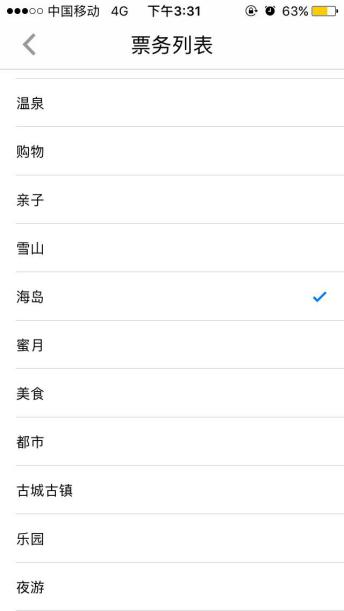 中国移动 4G 下午3:31 63%
票务列表
温泉
购物
亲子
雪山
海岛
蜜月
美食
都市
古城古镇
乐园
夜游